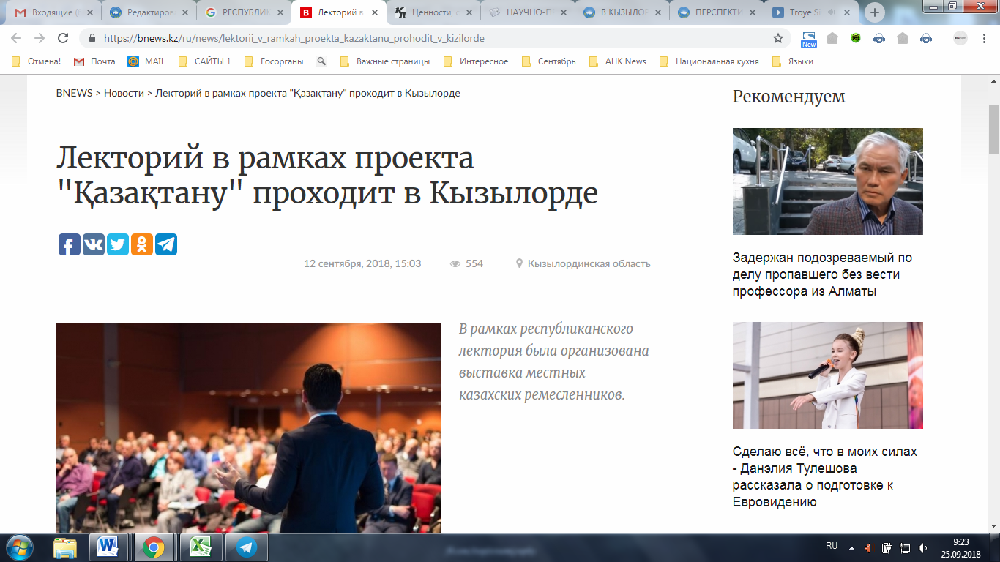 Входящие (
Редактиров
РЕСПУБЛИК
Лекторий в
Ценности, с
НАУЧНО-П
В КЫЗЫЛОР
ПЕРСПЕКТИ
Troye Si
https://bnews.kz/ru/news/lektorii_v_ramkah_proekta_kazaktanu_prohodit_v_kizilorde
New
Отмена!
Почта
MAIL
САЙТЫ 1
Госорганы
Важные страницы
Интересное
Сентябрь
АНК News
Национальная кухня
Языки
BNEWS > Новости > Лекторий в рамках проекта "Қазақтану" проходит в Кызылорде
Лекторий в рамках проекта
"Қазақтану" проходит в Кызылорде
12 сентября, 2018, 15:03
554
Кызылординская область
В рамках республиканского
лектория была организована
выставка местных
казахских ремесленников.
Рекомендуем
Задержан подозреваемый по
делу пропавшего без вести
профессора из Алматы
Сделаю всё, что в моих силах
- Данэлия Тулешова
рассказала о подготовке к
Евровидению
RU
9:23
25.09.2018